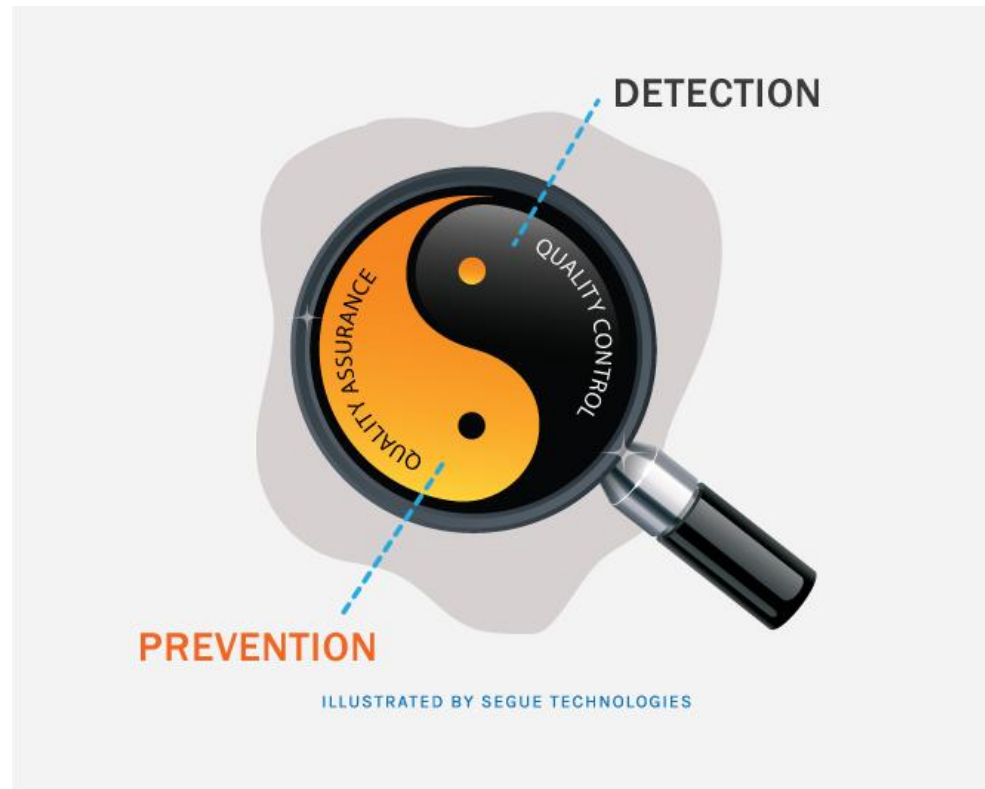 DETECTION
QUALITY CONTROL
QUALITY ASSURANCE
PREVENTION
ILLUSTRATED BY SEGUE TECHNOLOGIES